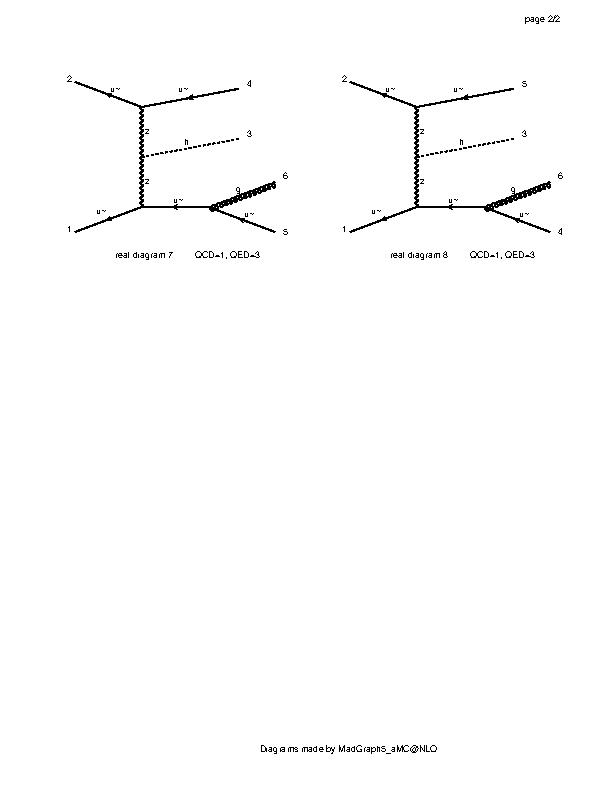 page 2/2
2 u~ u~ 4
z h 3
z g 6
1 u~ u~ u~ 5
real diagram 7 QCD=1, QED=3
2 u~ u~ 5
z h 3
z g 6
1 u~ u~ u~ 4
real diagram 8 QCD=1, QED=3
Diagrams made by MadGraph5_aMC@NLO